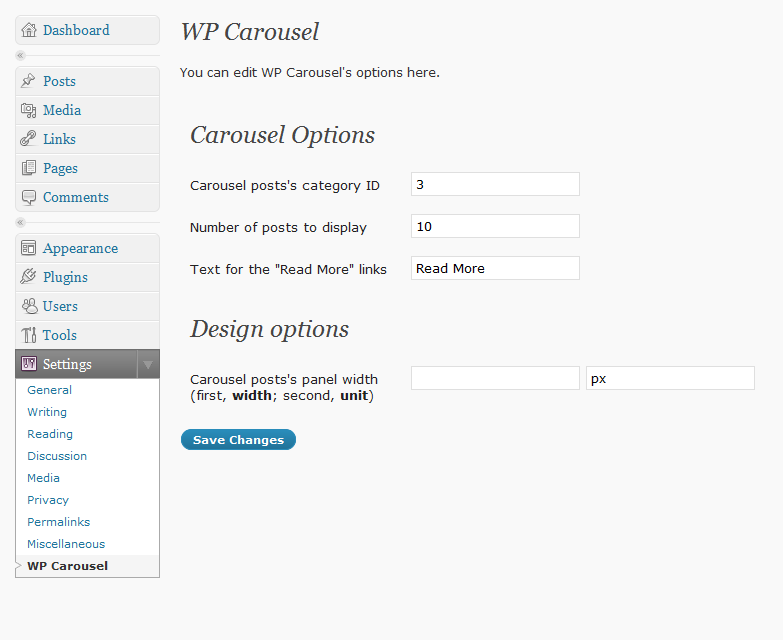 Dashboard
Posts
Media
Links
Pages
Comments
Appearance
Plugins
Users
Tools
Settings
General
Writing
Reading
Discussion
Media
Privacy
Permalinks
Miscellaneous
WP Carousel
WP Carousel
You can edit WP Carousel's options here.
Carousel Options
Carousel posts's category ID 3
Number of posts to display 10
Text for the "Read More" links Read More
Design options
Carousel posts's panel width px
(first, width; second, unit)
Save Changes